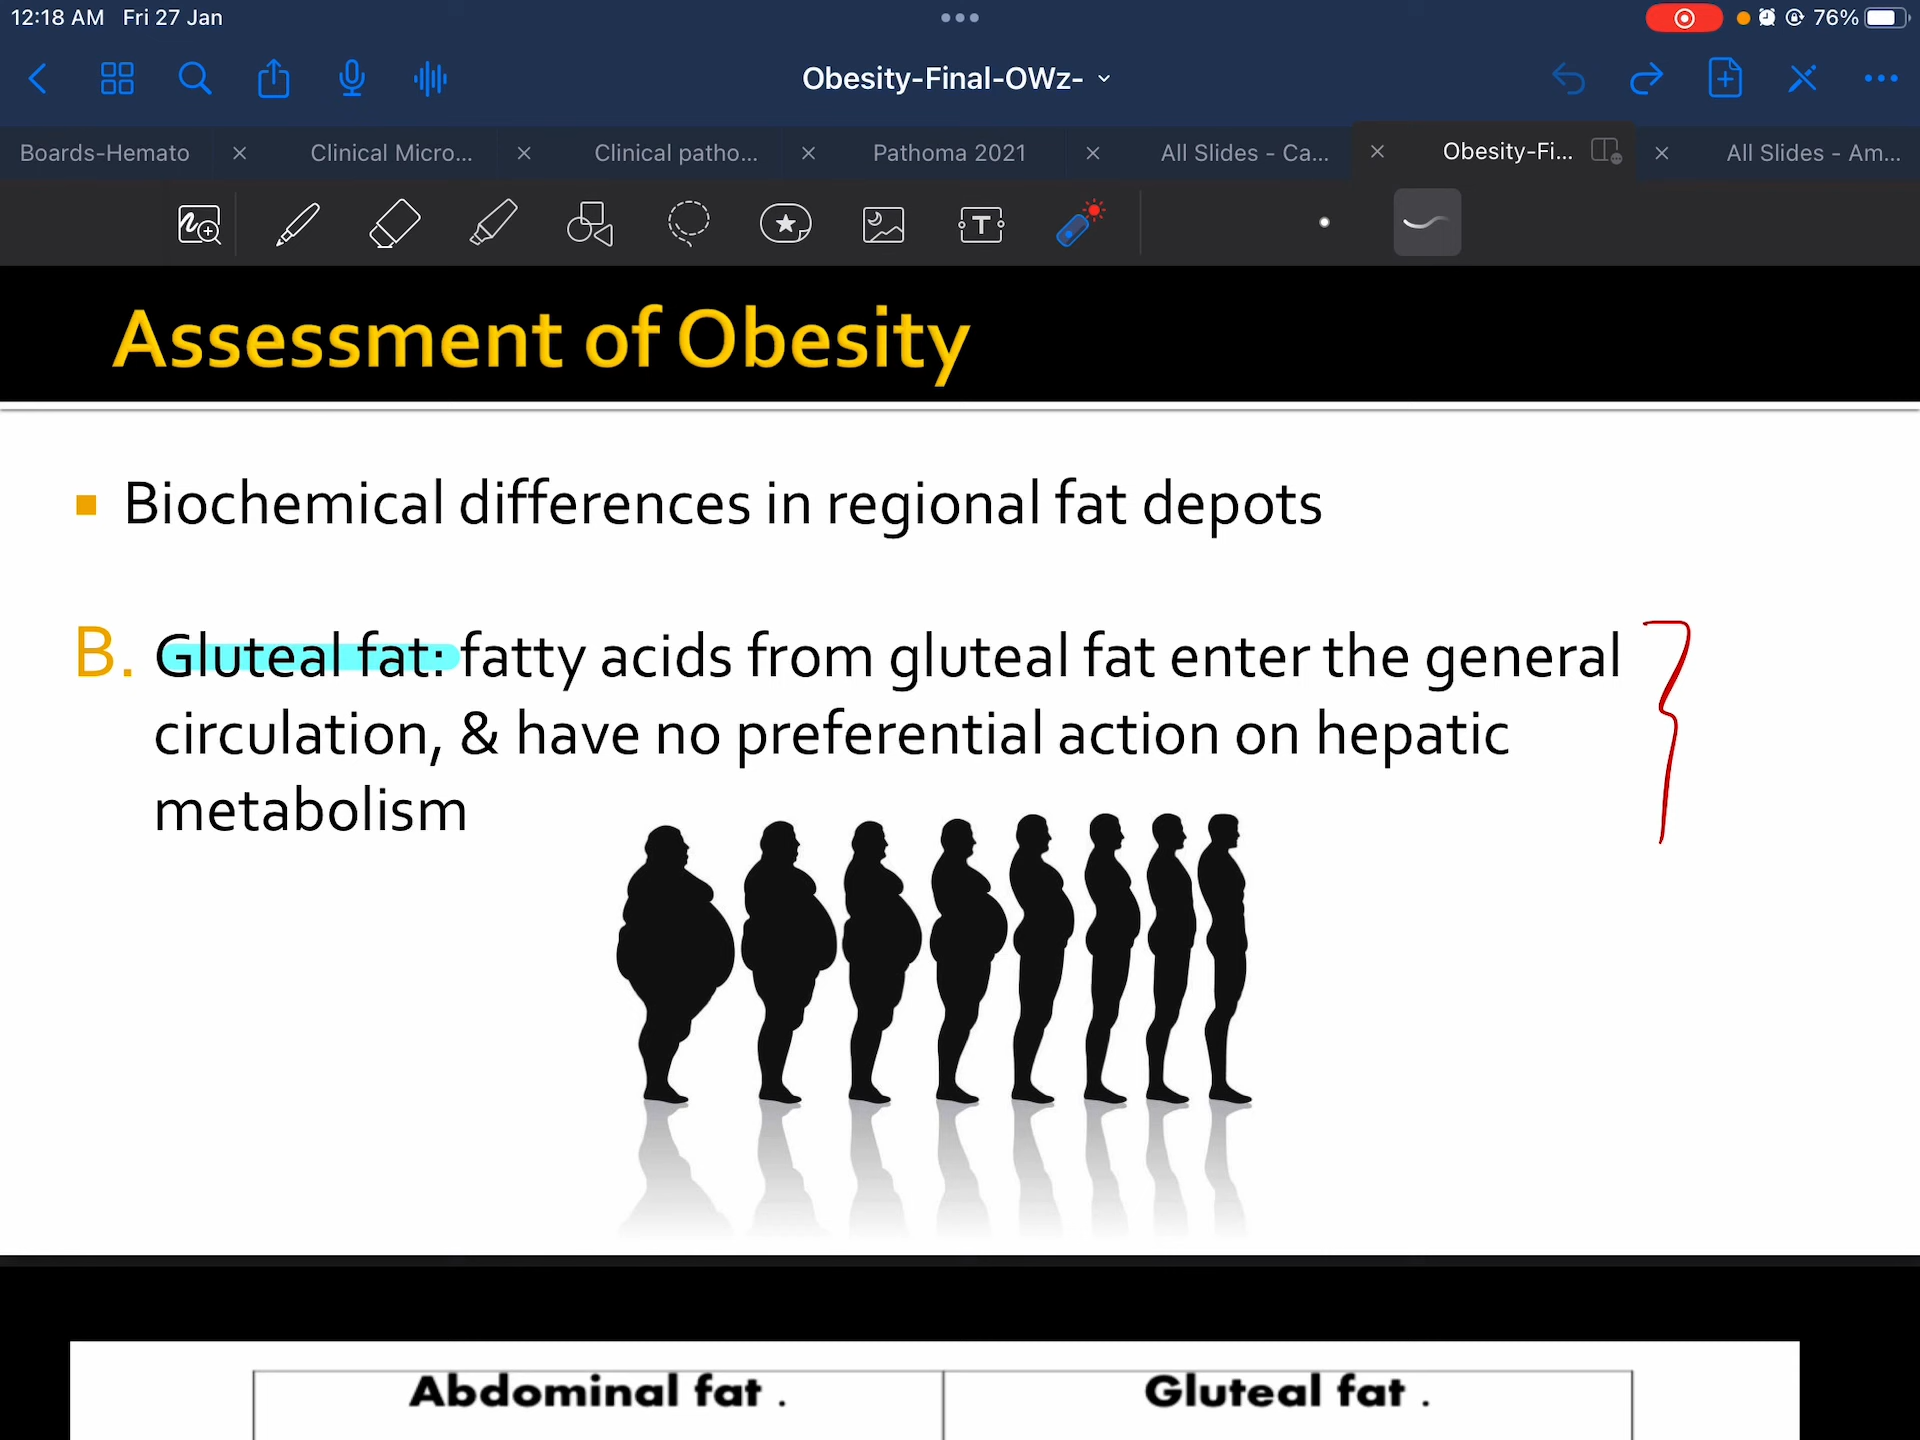 12:18 AM Fri 27 Jan
76%
Obesity-Final-OWz-
Boards-Hemato
Clinical Micro...
Clinical patho...
Pathoma 2021
All Slides - Ca...
Obesity-Fi...
All Slides - Am...
T
Assessment of Obesity
Biochemical differences in regional fat depots
B. Gluteal fat: fatty acids from gluteal fat enter the general
circulation, & have no preferential action on hepatic
metabolism
Abdominal fat .
Gluteal fat .